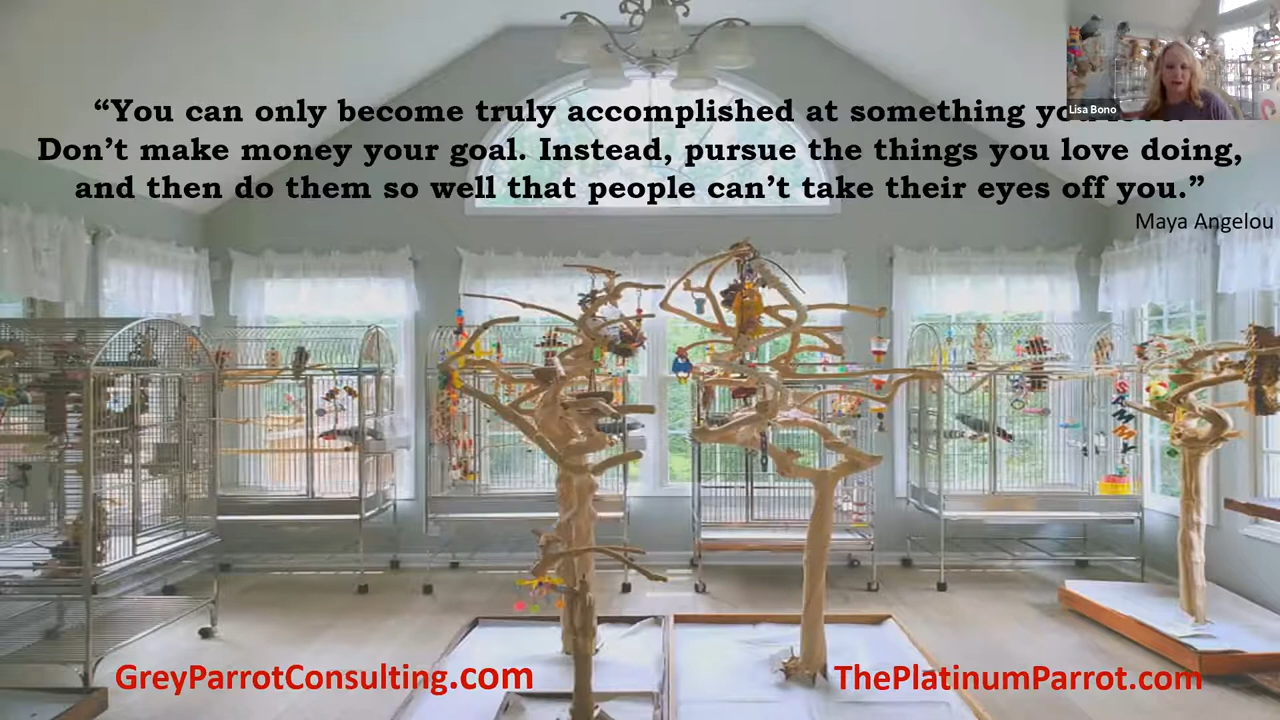 “You can only become truly accomplished at something
Don’t make money your goal. Instead, pursue the things you love doing,
and then do them so well that people can’t take their eyes off you.”
Maya Angelou
Lisa Bono
SAMMY
GreyParrotConsulting.com
ThePlatinumParrot.com